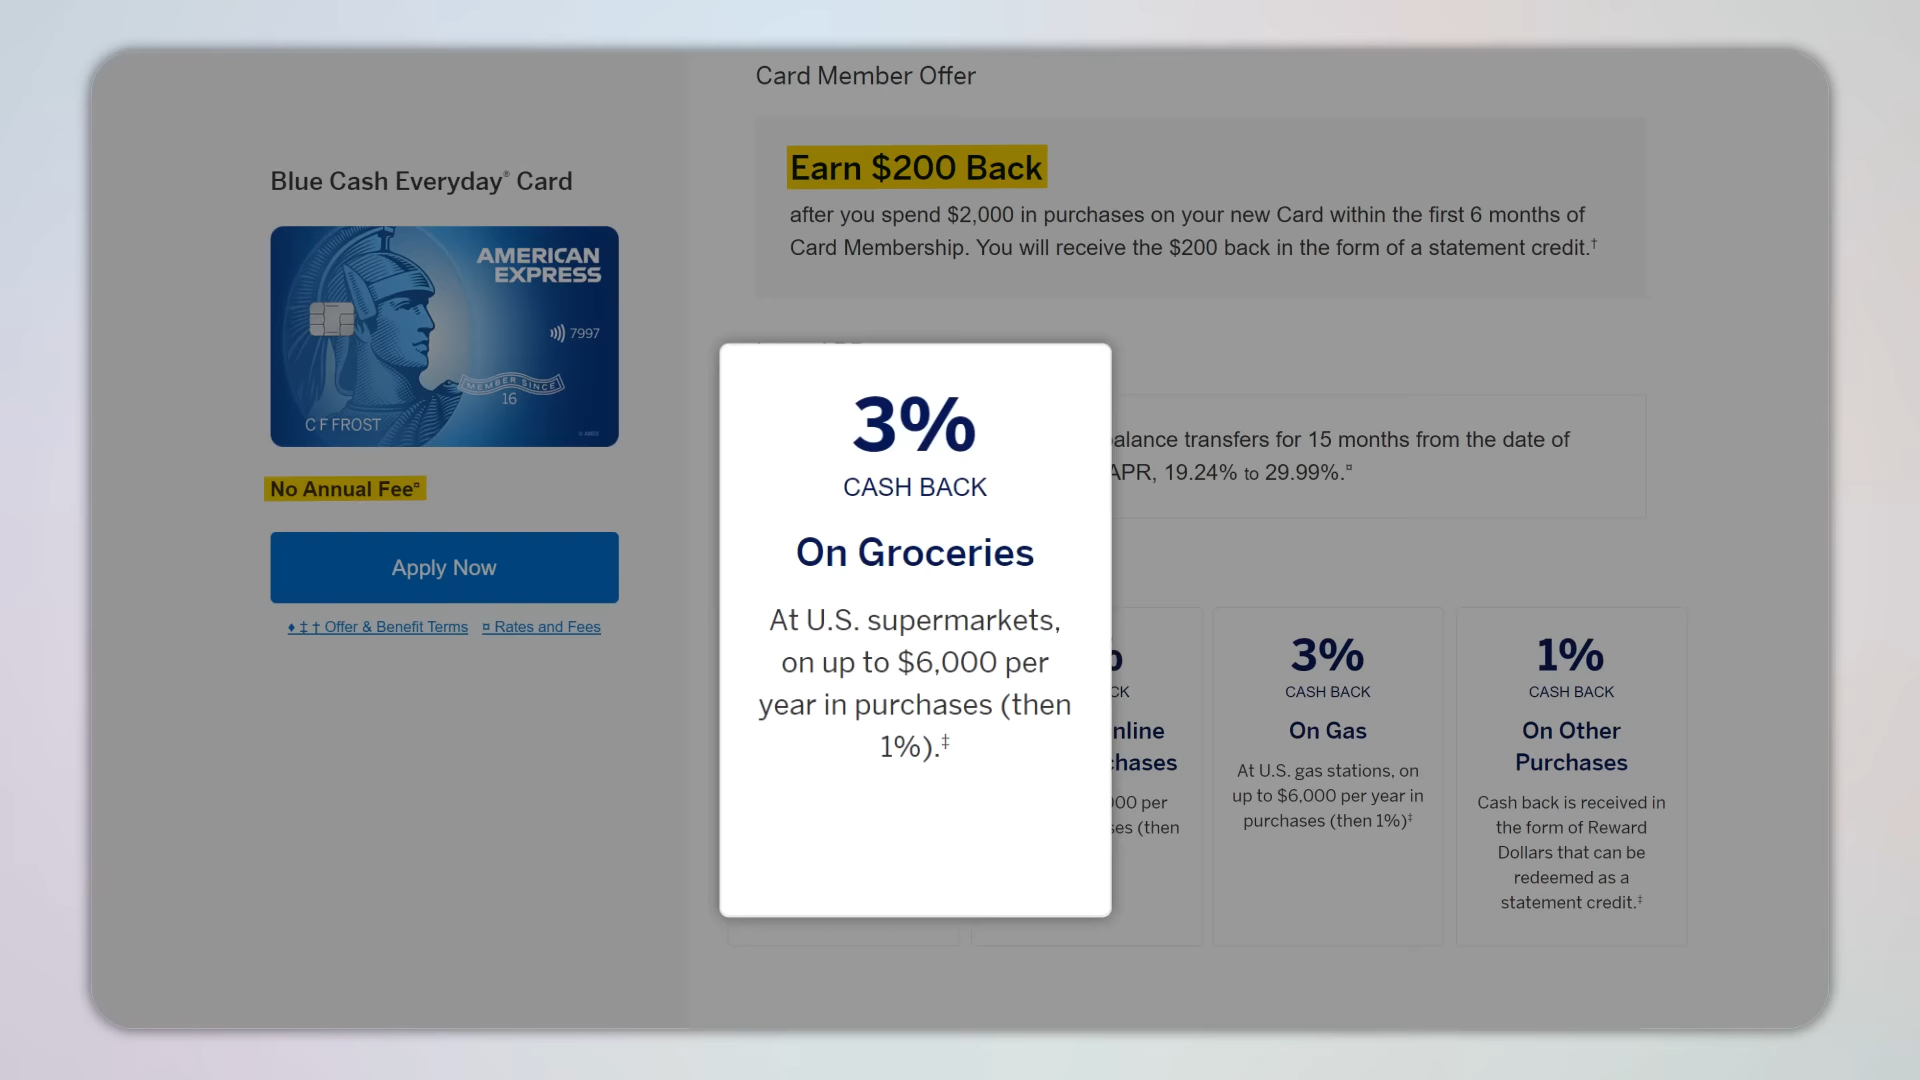 Card Member Offer
Earn $200 Back
after you spend $2,000 in purchases on your new Card within the first 6 months of
Card Membership. You will receive the $200 back in the form of a statement credit.†
Blue Cash Everyday® Card
AMERICAN
EXPRESS
7997
MEMBER SINCE
16
C F FROST
No Annual Fee¤
Apply Now
♦ ‡ † Offer & Benefit Terms ¤ Rates and Fees
3%
CASH BACK
On Groceries
At U.S. supermarkets,
on up to $6,000 per
year in purchases (then
1%).‡
transfers for 15 months from the date of
APR, 19.24% to 29.99%.¤
per
(then
3%
CASH BACK
On Gas
At U.S. gas stations, on
up to $6,000 per year in
purchases (then 1%)‡
1%
CASH BACK
On Other
Purchases
Cash back is received in
the form of Reward
Dollars that can be
redeemed as a
statement credit.‡